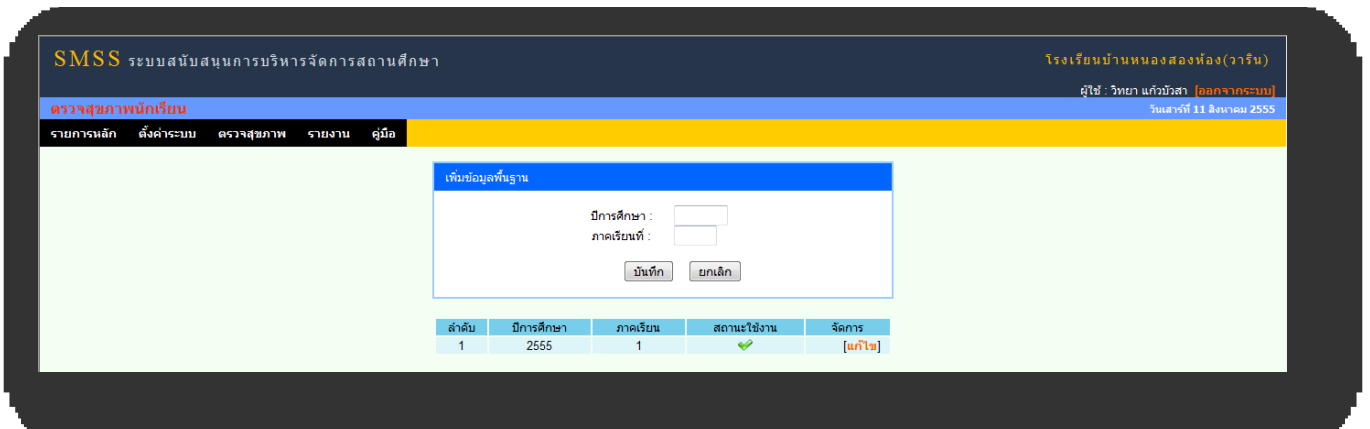 SMSS ระบบสนับสนุนการบริหารจัดการสถานศึกษา โรงเรียนบ้านหนองสองห้อง(วาริน)
ผู้ใช้ : วิทยา แก้วบัวสา [ออกจากระบบ]
ตรวจสุขภาพนักเรียน วันเสาร์ที่ 11 สิงหาคม 2555
รายการหลัก ตั้งค่าระบบ ตรวจสุขภาพ รายงาน คู่มือ
เพิ่มข้อมูลพื้นฐาน
ปีการศึกษา :
ภาคเรียนที่ :
บันทึก ยกเลิก
ลำดับ ปีการศึกษา ภาคเรียน สถานะใช้งาน จัดการ
1 2555 1 [แก้ไข]